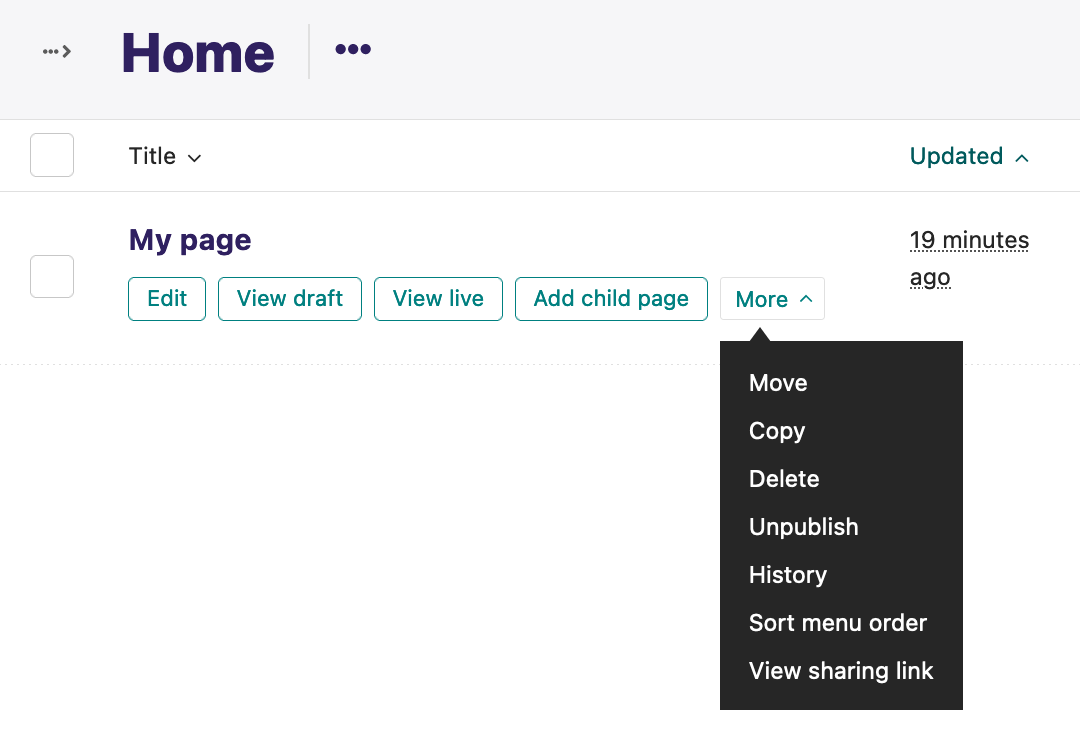 Home
Title
Updated
My page
19 minutes
ago
Edit
View draft
View live
Add child page
More
Move
Copy
Delete
Unpublish
History
Sort menu order
View sharing link